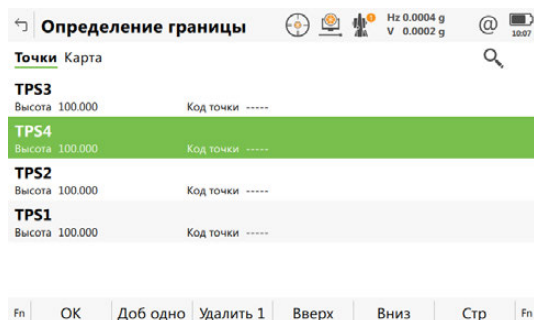 Определение границы
1
Hz 0.0004 g
V 0.0002 g
@
10:07
Точки Карта
TPS3
Высота 100.000 Код точки -----
TPS4
Высота 100.000 Код точки -----
TPS2
Высота 100.000 Код точки -----
TPS1
Высота 100.000 Код точки -----
Fn OK Доб одно Удалить 1 Вверх Вниз Стр Fn